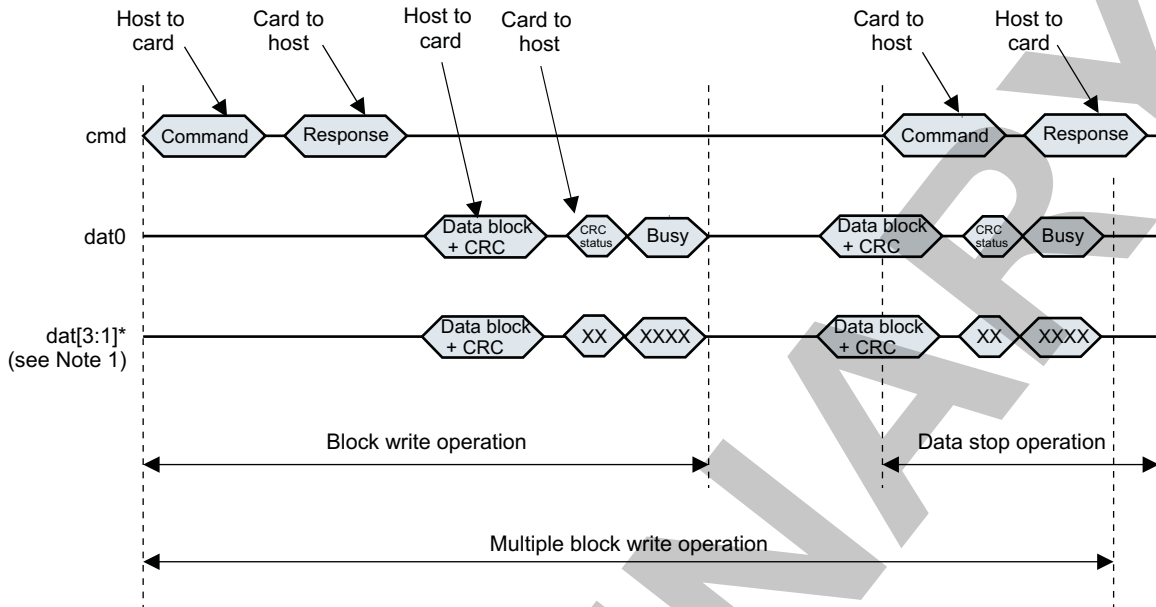 Host to
card
Card to
host
Host to
card
Card to
host
Card to
host
Host to
card
cmd
Command
Response
Command
Response
dat0
Data block
+ CRC
CRC
status
Busy
Data block
+ CRC
CRC
status
Busy
dat[3:1]*
(see Note 1)
Data block
+ CRC
XX
XXXX
Data block
+ CRC
XX
XXXX
Block write operation
Data stop operation
Multiple block write operation
NARY